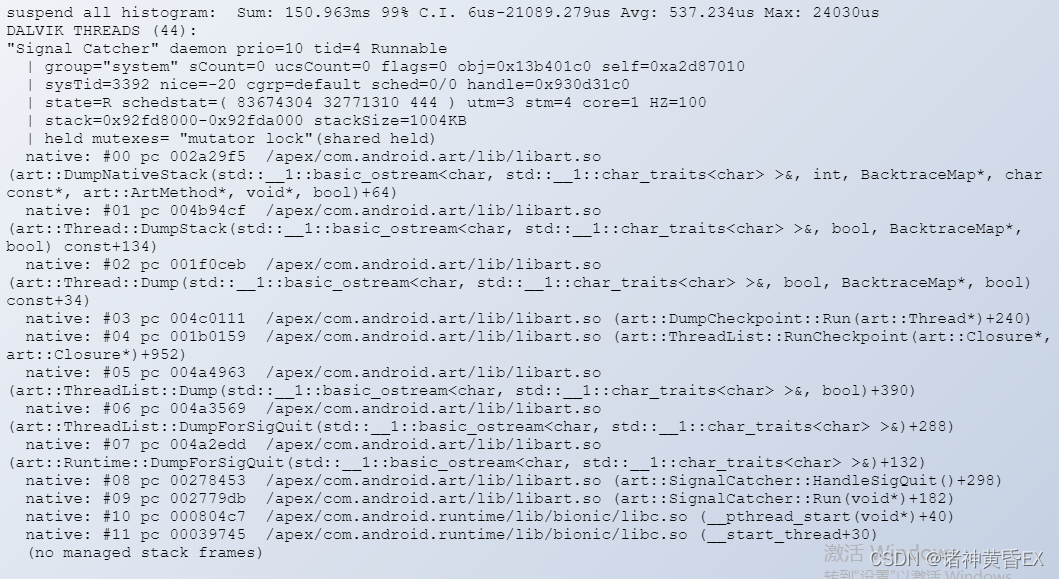 suspend all histogram:  Sum: 150.963ms 99% C.I. 6us-21089.279us Avg: 537.234us Max: 24030us
DALVIK THREADS (44):
"Signal Catcher" daemon prio=10 tid=4 Runnable
  | group="system" sCount=0 ucsCount=0 flags=0 obj=0x13b401c0 self=0xa2d87010
  | sysTid=3392 nice=-20 cgrp=default sched=0/0 handle=0x930d31c0
  | state=R schedstat=( 83674304 32771310 444 ) utm=3 stm=4 core=1 HZ=100
  | stack=0x92fd8000-0x92fda000 stackSize=1004KB
  | held mutexes= "mutator lock"(shared held)
  native: #00 pc 002a29f5  /apex/com.android.art/lib/libart.so
(art::DumpNativeStack(std::__1::basic_ostream<char, std::__1::char_traits<char> >&, int, BacktraceMap*, char
const*, art::ArtMethod*, void*, bool)+64)
  native: #01 pc 004b94cf  /apex/com.android.art/lib/libart.so
(art::Thread::DumpStack(std::__1::basic_ostream<char, std::__1::char_traits<char> >&, bool, BacktraceMap*,
bool) const+134)
  native: #02 pc 001f0ceb  /apex/com.android.art/lib/libart.so
(art::Thread::Dump(std::__1::basic_ostream<char, std::__1::char_traits<char> >&, bool, BacktraceMap*, bool)
const+34)
  native: #03 pc 004c0111  /apex/com.android.art/lib/libart.so (art::DumpCheckpoint::Run(art::Thread*)+240)
  native: #04 pc 001b0159  /apex/com.android.art/lib/libart.so (art::ThreadList::RunCheckpoint(art::Closure*,
art::Closure*)+952)
  native: #05 pc 004a4963  /apex/com.android.art/lib/libart.so
(art::ThreadList::Dump(std::__1::basic_ostream<char, std::__1::char_traits<char> >&, bool)+390)
  native: #06 pc 004a3569  /apex/com.android.art/lib/libart.so
(art::ThreadList::DumpForSigQuit(std::__1::basic_ostream<char, std::__1::char_traits<char> >&)+288)
  native: #07 pc 004a2edd  /apex/com.android.art/lib/libart.so
(art::Runtime::DumpForSigQuit(std::__1::basic_ostream<char, std::__1::char_traits<char> >&)+132)
  native: #08 pc 00278453  /apex/com.android.art/lib/libart.so (art::SignalCatcher::HandleSigQuit()+298)
  native: #09 pc 002779db  /apex/com.android.art/lib/libart.so (art::SignalCatcher::Run(void*)+182)
  native: #10 pc 000804c7  /apex/com.android.runtime/lib/bionic/libc.so (__pthread_start(void*)+40)
  native: #11 pc 00039745  /apex/com.android.runtime/lib/bionic/libc.so (__start_thread+30)
  (no managed stack frames)
激活 Windows
CSDN @诸神黄昏EX
转到"设置"以激活 Windows